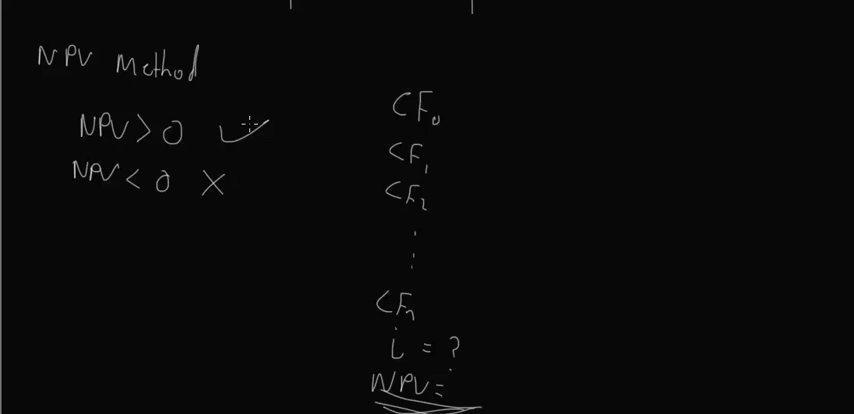 NPV Method
NPV > 0 ✓
NPV < 0 X
CF₀
CF₁
CF₂
⋮
CFₙ
i = ?
NPV =